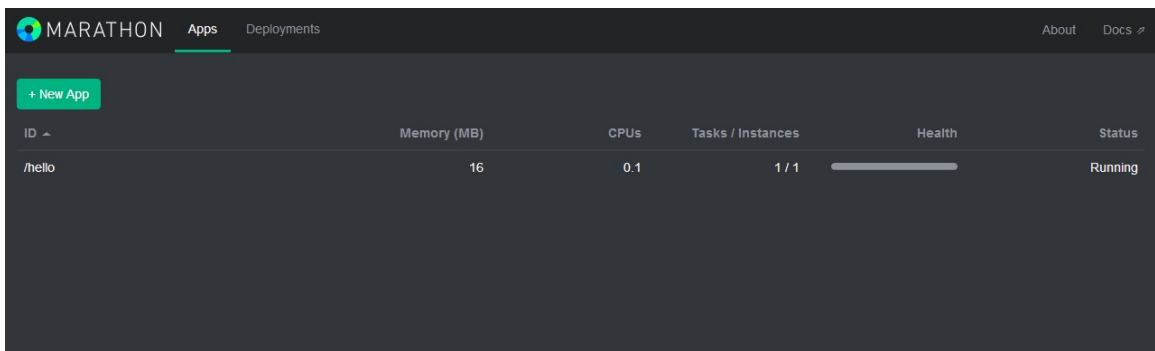 MARATHON Apps Deployments About Docs
+ New App
ID Memory (MB) CPUs Tasks / Instances Health Status
/hello 16 0.1 1 / 1 Running